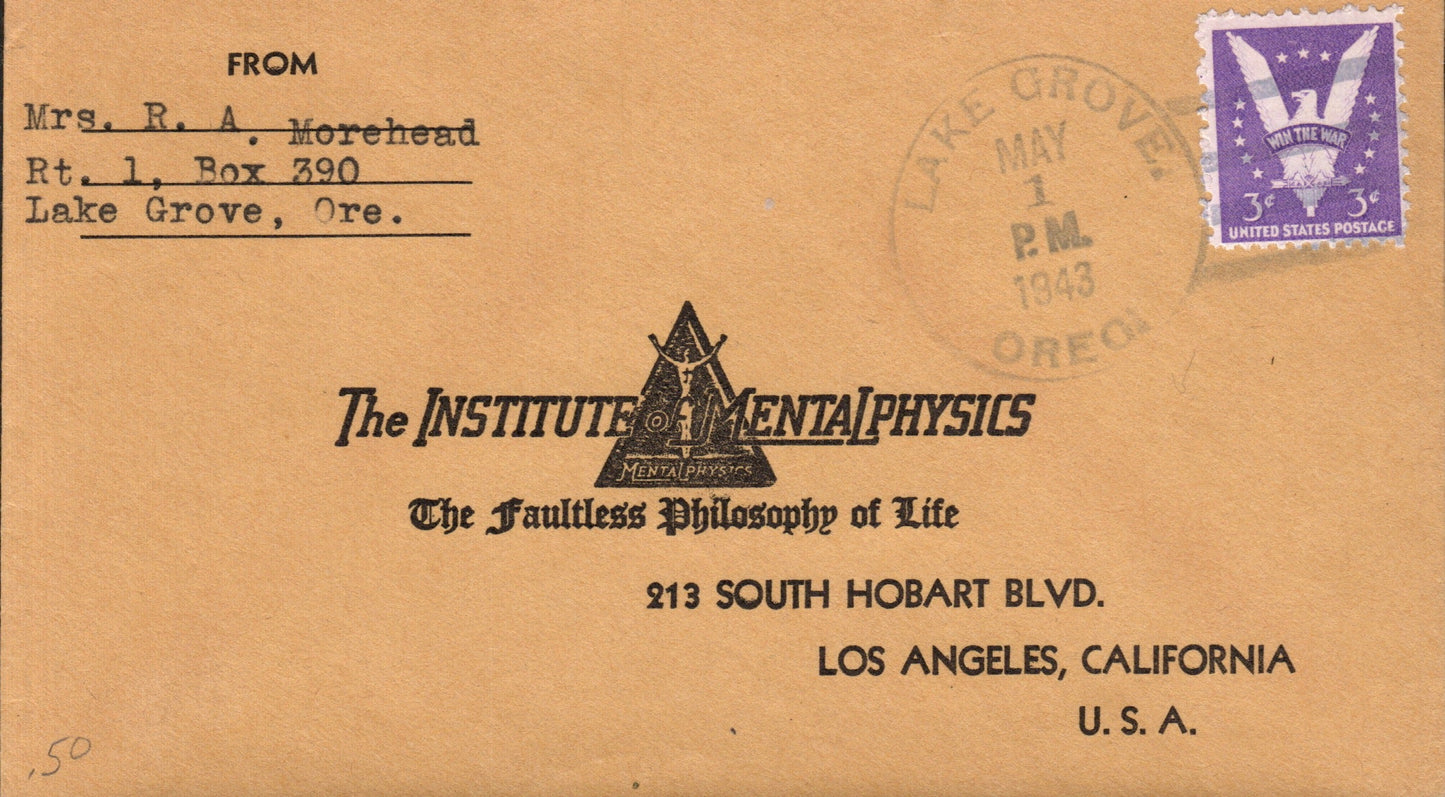 FROM
Mrs. R. A. Morehead
Rt. 1, Box 390
Lake Grove, Ore.
LAKE GROVE.
MAY
1
P.M.
1943
OREGON
WIN THE WAR
3¢ 3¢
UNITED STATES POSTAGE
The INSTITUTE of MENTALPHYSICS
MENTALPHYSICS
The Faultless Philosophy of Life
213 SOUTH HOBART BLVD.
LOS ANGELES, CALIFORNIA
U. S. A.
.50